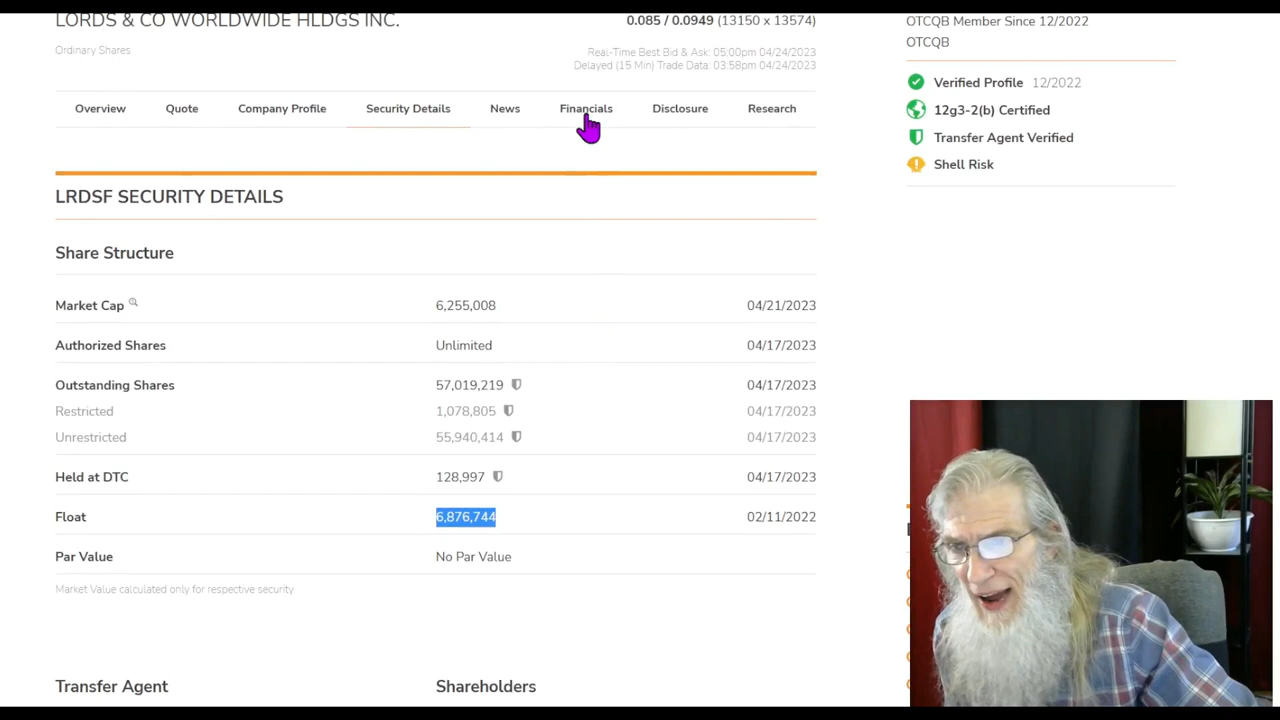 LORDS & CO WORLDWIDE HLDGS INC.
0.085 / 0.0949 (13150 x 13574)
Ordinary Shares
Real-Time Best Bid & Ask: 05:00pm 04/24/2023
Delayed (15 Min) Trade Data: 03:58pm 04/24/2023
OTCQB Member Since 12/2022
OTCQB
Verified Profile 12/2022
12g3-2(b) Certified
Transfer Agent Verified
Shell Risk
Overview Quote Company Profile Security Details News Financials Disclosure Research
LRDSF SECURITY DETAILS
Share Structure
Market Cap 6,255,008 04/21/2023
Authorized Shares Unlimited 04/17/2023
Outstanding Shares 57,019,219 04/17/2023
Restricted 1,078,805 04/17/2023
Unrestricted 55,940,414 04/17/2023
Held at DTC 128,997 04/17/2023
Float 6,876,744 02/11/2022
Par Value No Par Value
Market Value calculated only for respective security
Transfer Agent Shareholders